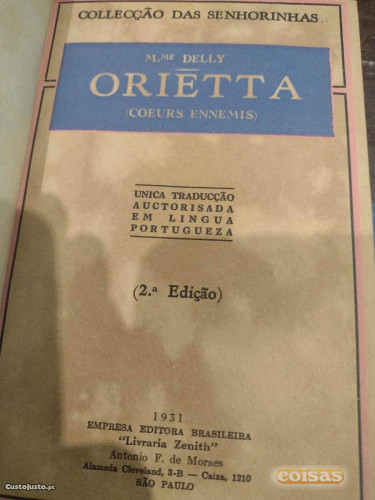 COLLECÇÃO DAS SENHORINHAS
M.ME DELLY
ORIETTA
(COEURS ENNEMIS)
UNICA TRADUCÇÃO
AUCTORISADA
EM LINGUA
PORTUGUEZA
(2.ª Edição)
1931
EMPRESA EDITORA BRASILEIRA
"Livraria Zenith"
Antonio F. de Moraes
Alameda Cleveland, 3-B — Caixa, 1210
SÃO PAULO
CustoJusto.pt
coisas